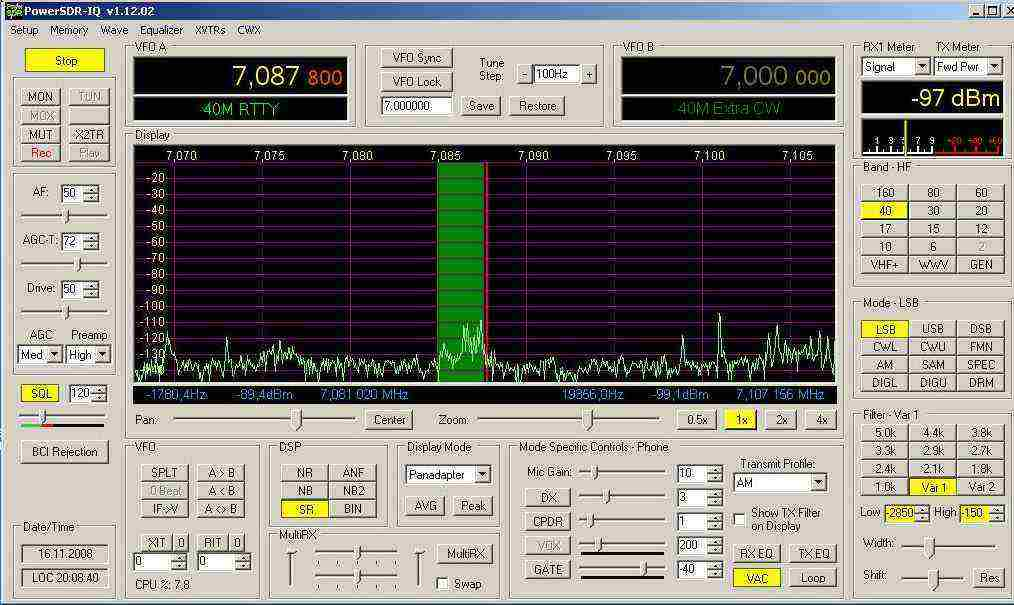 PowerSDR-IQ v1.12.02
Setup Memory Wave Equalizer XVTRs CWX
Stop
MON TUN
MOX
MUT X2TR
Rec Play
AF: 50
AGC-T: 72
Drive: 50
AGC Preamp
Med High
SQL 120
BCI Rejection
Date/Time
16.11.2008
LOC 20:08:40
VFO A
7,087 800
40M RTTY
VFO Sync
VFO Lock
7.000000
Tune
Step:
- 100Hz +
Save Restore
VFO B
7,000 000
40M Extra CW
RX1 Meter TX Meter
Signal Fwd Pwr
-97 dBm
Display
7,070 7,075 7,080 7,085 7,090 7,095 7,100 7,105
-20
-30
-40
-50
-60
-70
-80
-90
-100
-110
-120
-130
-1780,4Hz -89,4dBm 7,081 020 MHz 19856,0Hz -99,1dBm 7,107 156 MHz
Pan: Center Zoom: 0.5x 1x 2x 4x
Band - HF
160 80 60
40 30 20
17 15 12
10 6 2
VHF+ WWV GEN
Mode - LSB
LSB USB DSB
CWL CWU FMN
AM SAM SPEC
DIGL DIGU DRM
Filter - Var 1
5.0k 4.4k 3.8k
3.3k 2.9k 2.7k
2.4k 2.1k 1.8k
1.0k Var 1 Var 2
Low -2850 High -150
Width:
Shift: Res
VFO
SPLT A > B
0 Beat A < B
IF->V A <> B
XIT 0 RIT 0
0 0
CPU %: 7.8
DSP
NR ANF
NB NB2
SR BIN
Display Mode
Panadapter
AVG Peak
MultiRX
MultiRX
Swap
Mode Specific Controls - Phone
Mic Gain: 10
DX 3
CPDR 1
VOX 200
GATE -40
Transmit Profile:
AM
Show TX Filter
on Display
RX EQ TX EQ
VAC Loop